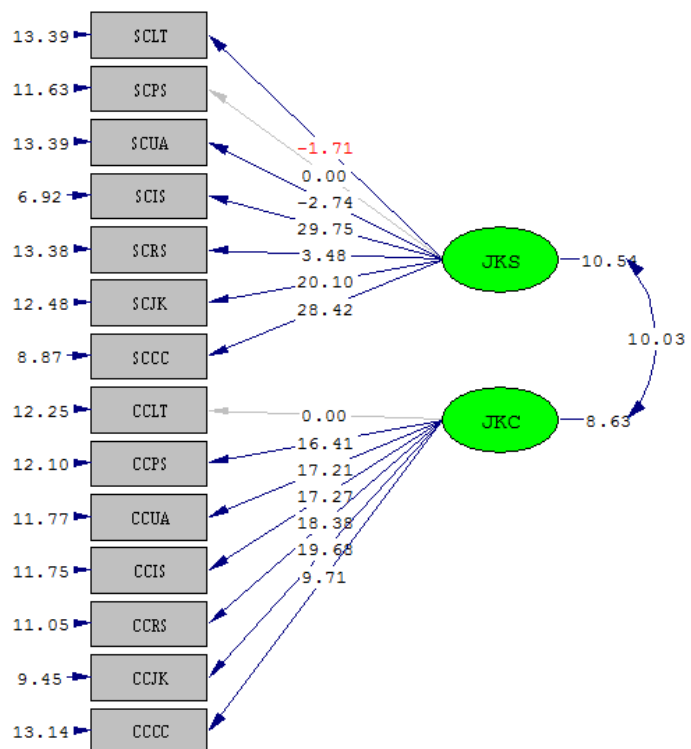 13.39 SCLT
11.63 SCPS
13.39 SCUA
6.92 SCIS
13.38 SCRS
12.48 SCJK
8.87 SCCC
12.25 CCLT
12.10 CCPS
11.77 CCUA
11.75 CCIS
11.05 CCRS
9.45 CCJK
13.14 CCCC
-1.71
0.00
-2.74
29.75
3.48
20.10
28.42
0.00
16.41
17.21
17.27
18.38
19.68
9.71
JKS
JKC
10.54
10.03
8.63